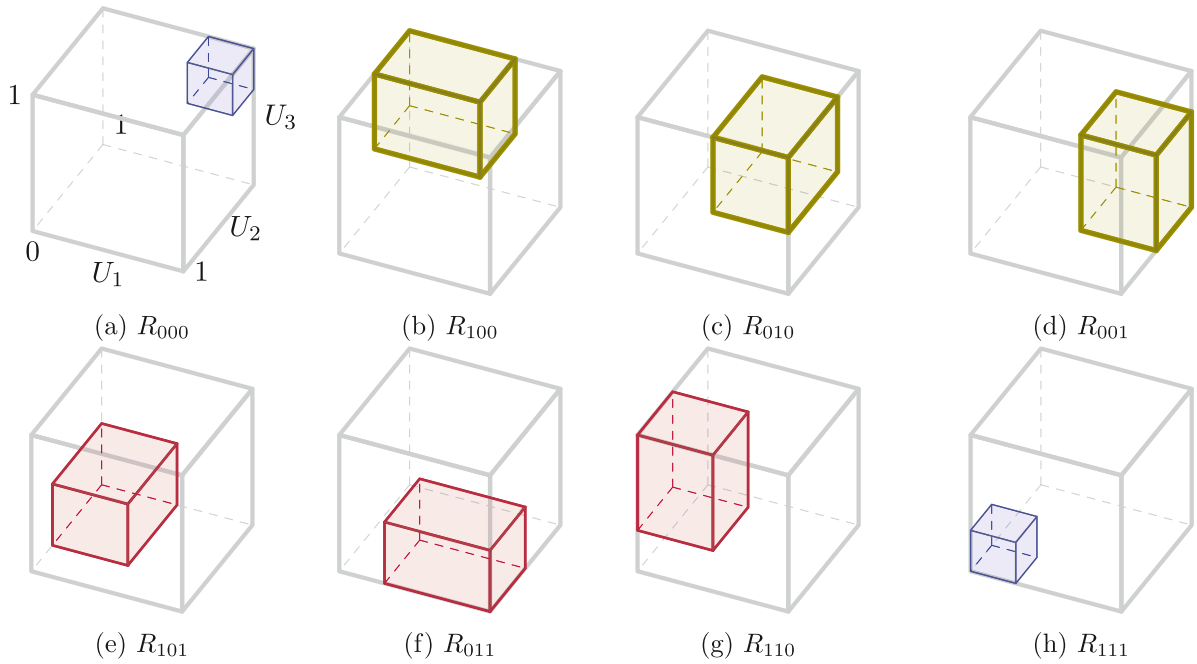 1
1
U₃
U₂
0
U₁
1
(a) R₀₀₀
(b) R₁₀₀
(c) R₀₁₀
(d) R₀₀₁
(e) R₁₀₁
(f) R₀₁₁
(g) R₁₁₀
(h) R₁₁₁